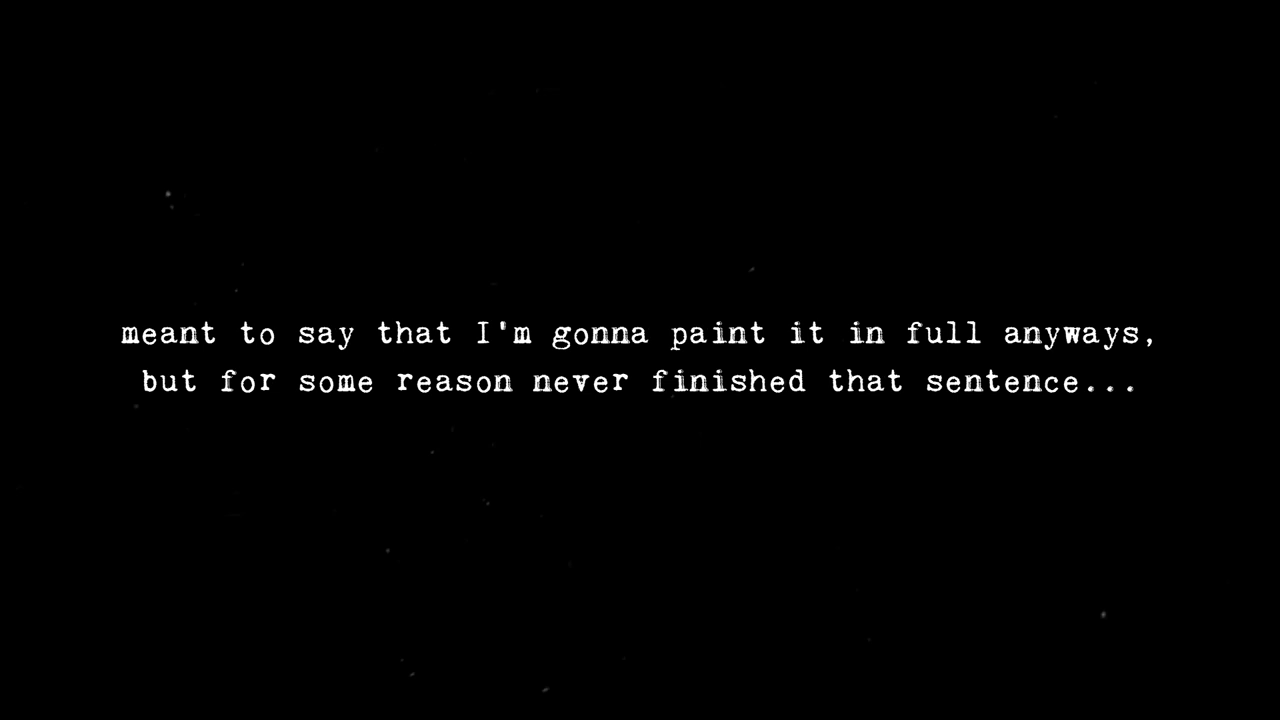 meant to say that I'm gonna paint it in full anyways,
but for some reason never finished that sentence...